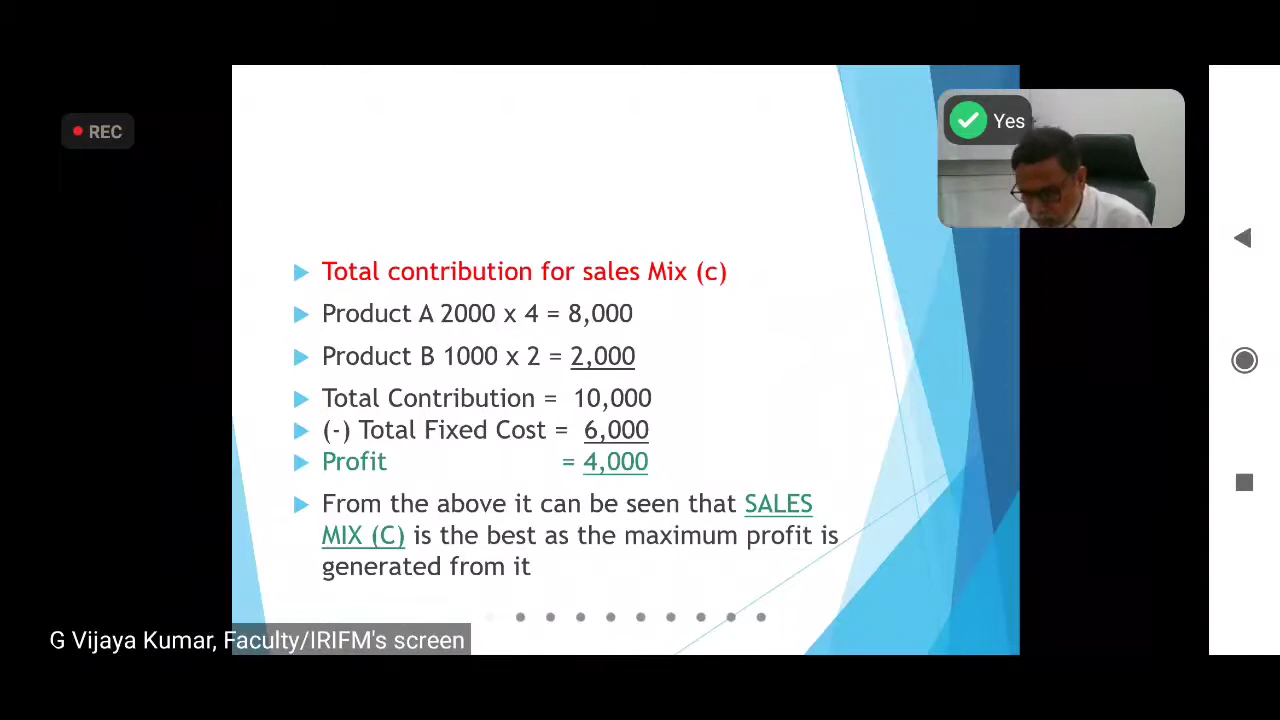 REC
Yes
Total contribution for sales Mix (c)
Product A 2000 x 4 = 8,000
Product B 1000 x 2 = 2,000
Total Contribution = 10,000
(-) Total Fixed Cost = 6,000
Profit = 4,000
From the above it can be seen that SALES
MIX (C) is the best as the maximum profit is
generated from it
G Vijaya Kumar, Faculty/IRIFM's screen